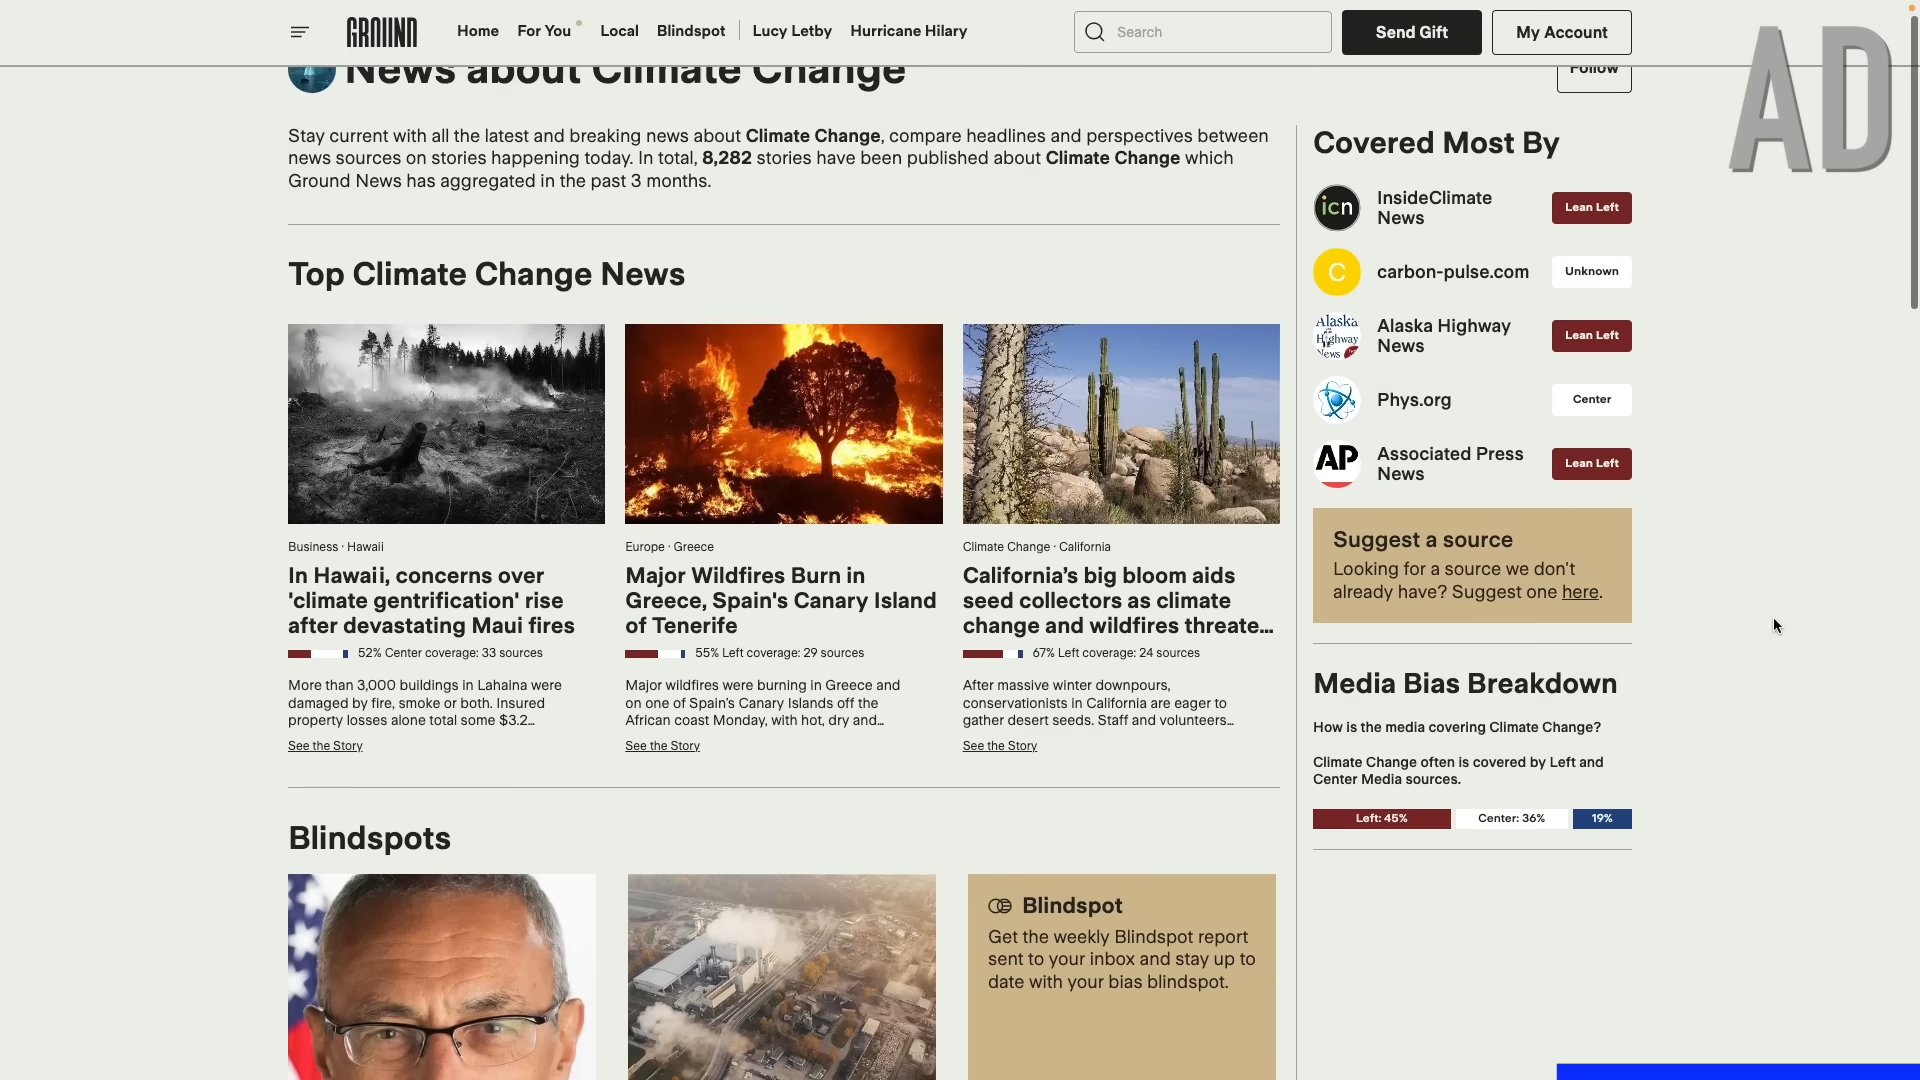 GROUND
Home
For You
Local
Blindspot
Lucy Letby
Hurricane Hilary
Search
Send Gift
My Account
AD
News about Climate Change
Follow
Stay current with all the latest and breaking news about Climate Change, compare headlines and perspectives between
news sources on stories happening today. In total, 8,282 stories have been published about Climate Change which
Ground News has aggregated in the past 3 months.
Top Climate Change News
Business · Hawaii
In Hawaii, concerns over
'climate gentrification' rise
after devastating Maui fires
52% Center coverage: 33 sources
More than 3,000 buildings in Lahaina were
damaged by fire, smoke or both. Insured
property losses alone total some $3.2...
See the Story
Europe · Greece
Major Wildfires Burn in
Greece, Spain's Canary Island
of Tenerife
55% Left coverage: 29 sources
Major wildfires were burning in Greece and
on one of Spain's Canary Islands off the
African coast Monday, with hot, dry and...
See the Story
Climate Change · California
California's big bloom aids
seed collectors as climate
change and wildfires threate...
67% Left coverage: 24 sources
After massive winter downpours,
conservationists in California are eager to
gather desert seeds. Staff and volunteers...
See the Story
Blindspots
Blindspot
Get the weekly Blindspot report
sent to your inbox and stay up to
date with your bias blindspot.
Covered Most By
icn
InsideClimate
News
Lean Left
C
carbon-pulse.com
Unknown
Alaska
Highway
News
Alaska Highway
News
Lean Left
Phys.org
Center
AP
Associated Press
News
Lean Left
Suggest a source
Looking for a source we don't
already have? Suggest one here.
Media Bias Breakdown
How is the media covering Climate Change?
Climate Change often is covered by Left and
Center Media sources.
Left: 45%
Center: 36%
19%